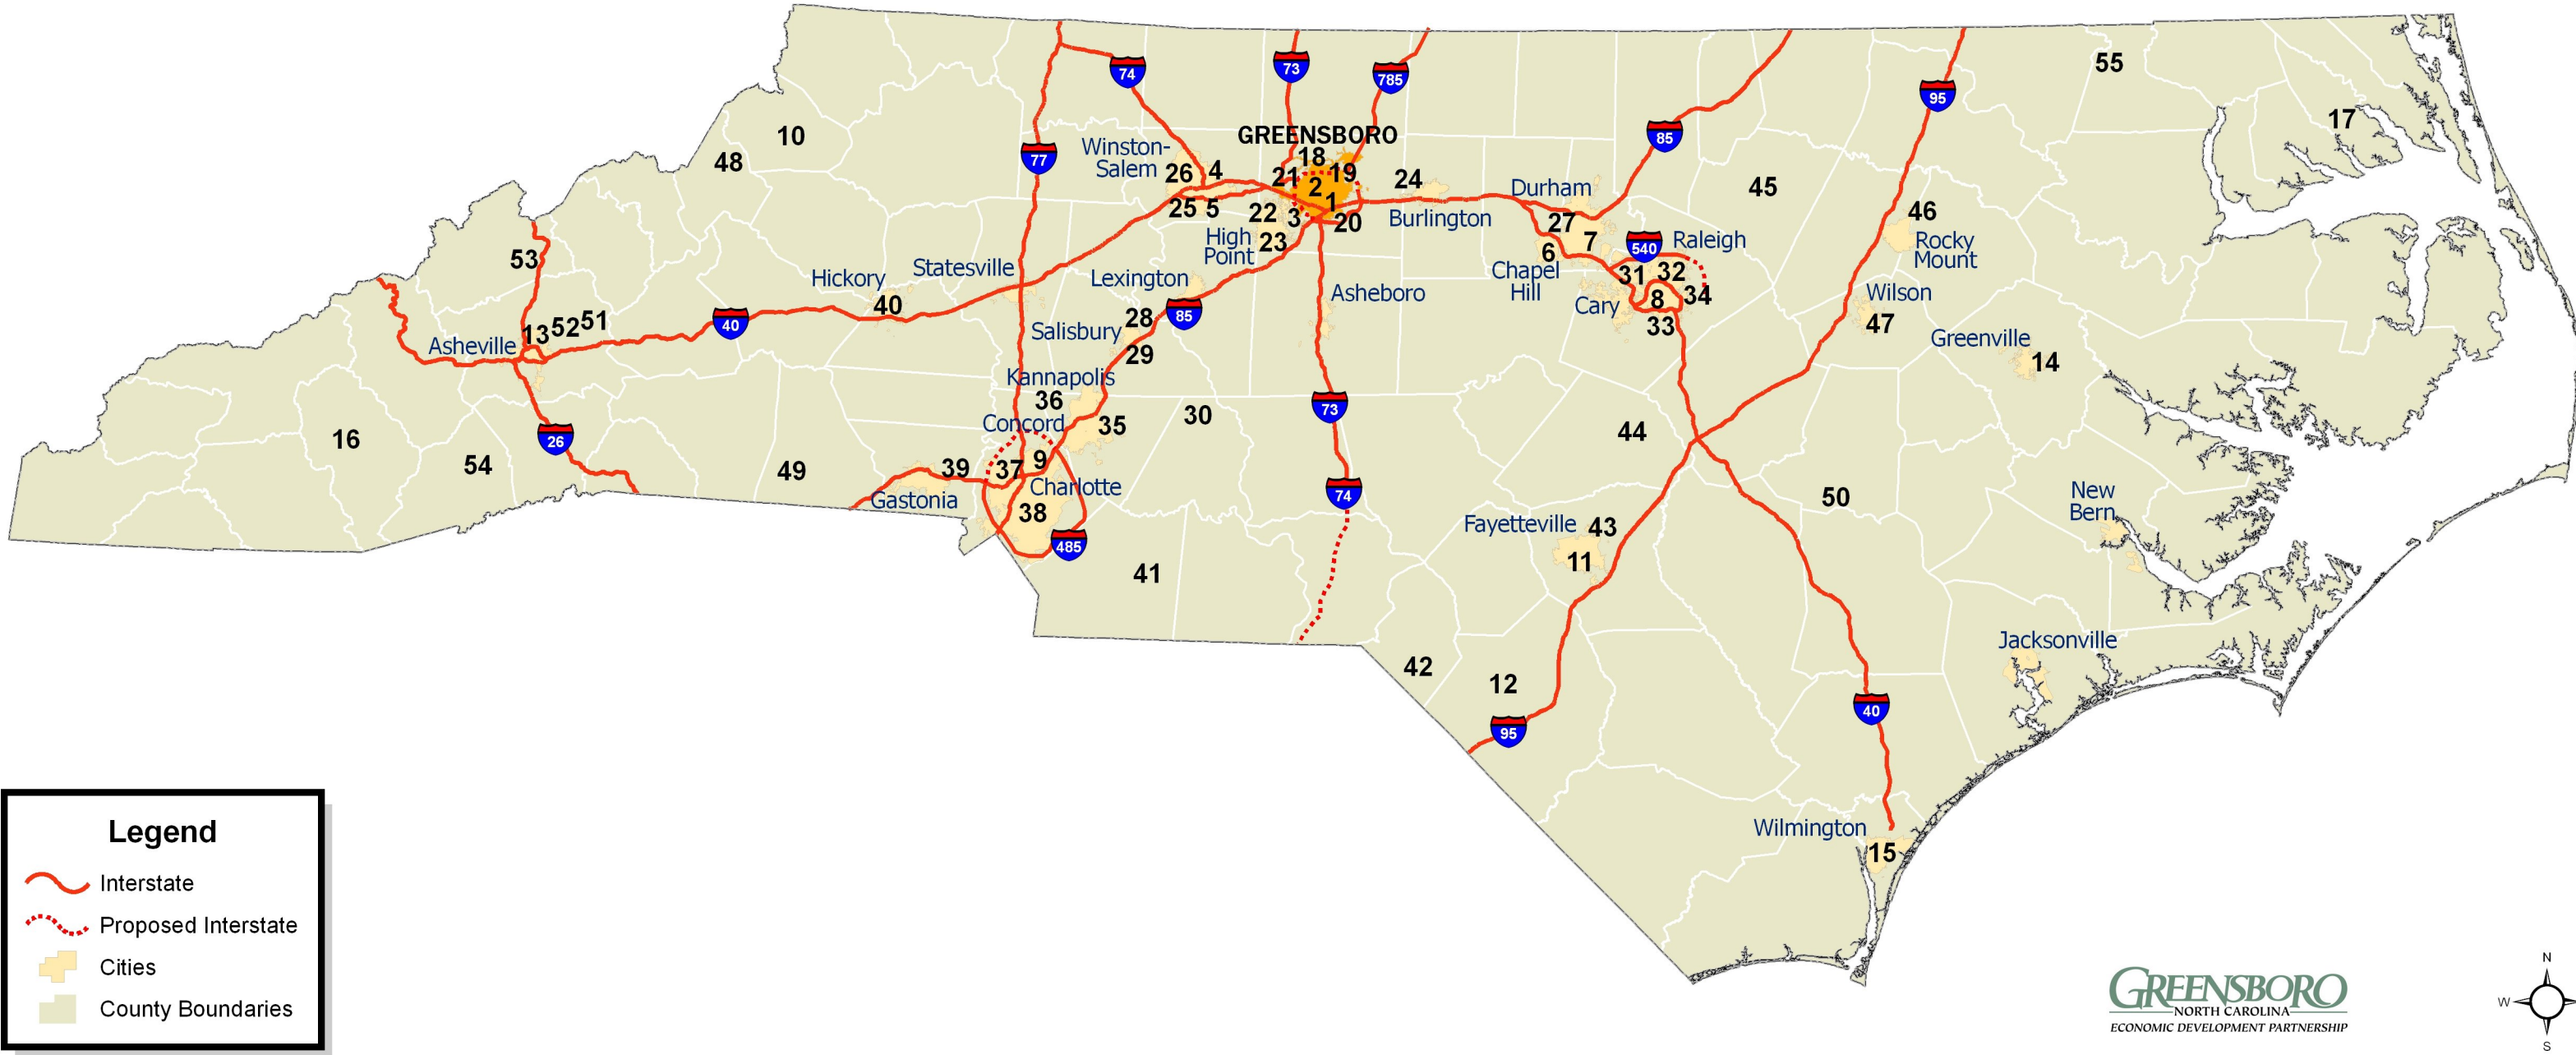 55
74
73
785
95
17
10
GREENSBORO
85
48
77
Winston-
Salem
26
4
18
21
19
2
24
Durham
45
25
5
22
3
1
20
Burlington
27
7
46
Rocky
Mount
High
Point
23
6
540
Raleigh
53
Hickory
Statesville
Lexington
Chapel
Hill
31
32
34
40
Asheboro
Cary
8
33
Wilson
47
13
52
51
40
28
85
Salisbury
29
Asheville
Greenville
14
Kannapolis
36
30
73
Concord
35
16
26
44
54
49
39
37
9
Gastonia
Charlotte
38
74
50
New
Bern
485
Fayetteville
43
11
41
Jacksonville
42
12
95
40
Wilmington
15
Legend
Interstate
Proposed Interstate
Cities
County Boundaries
GREENSBORO
NORTH CAROLINA
ECONOMIC DEVELOPMENT PARTNERSHIP
N
W
S